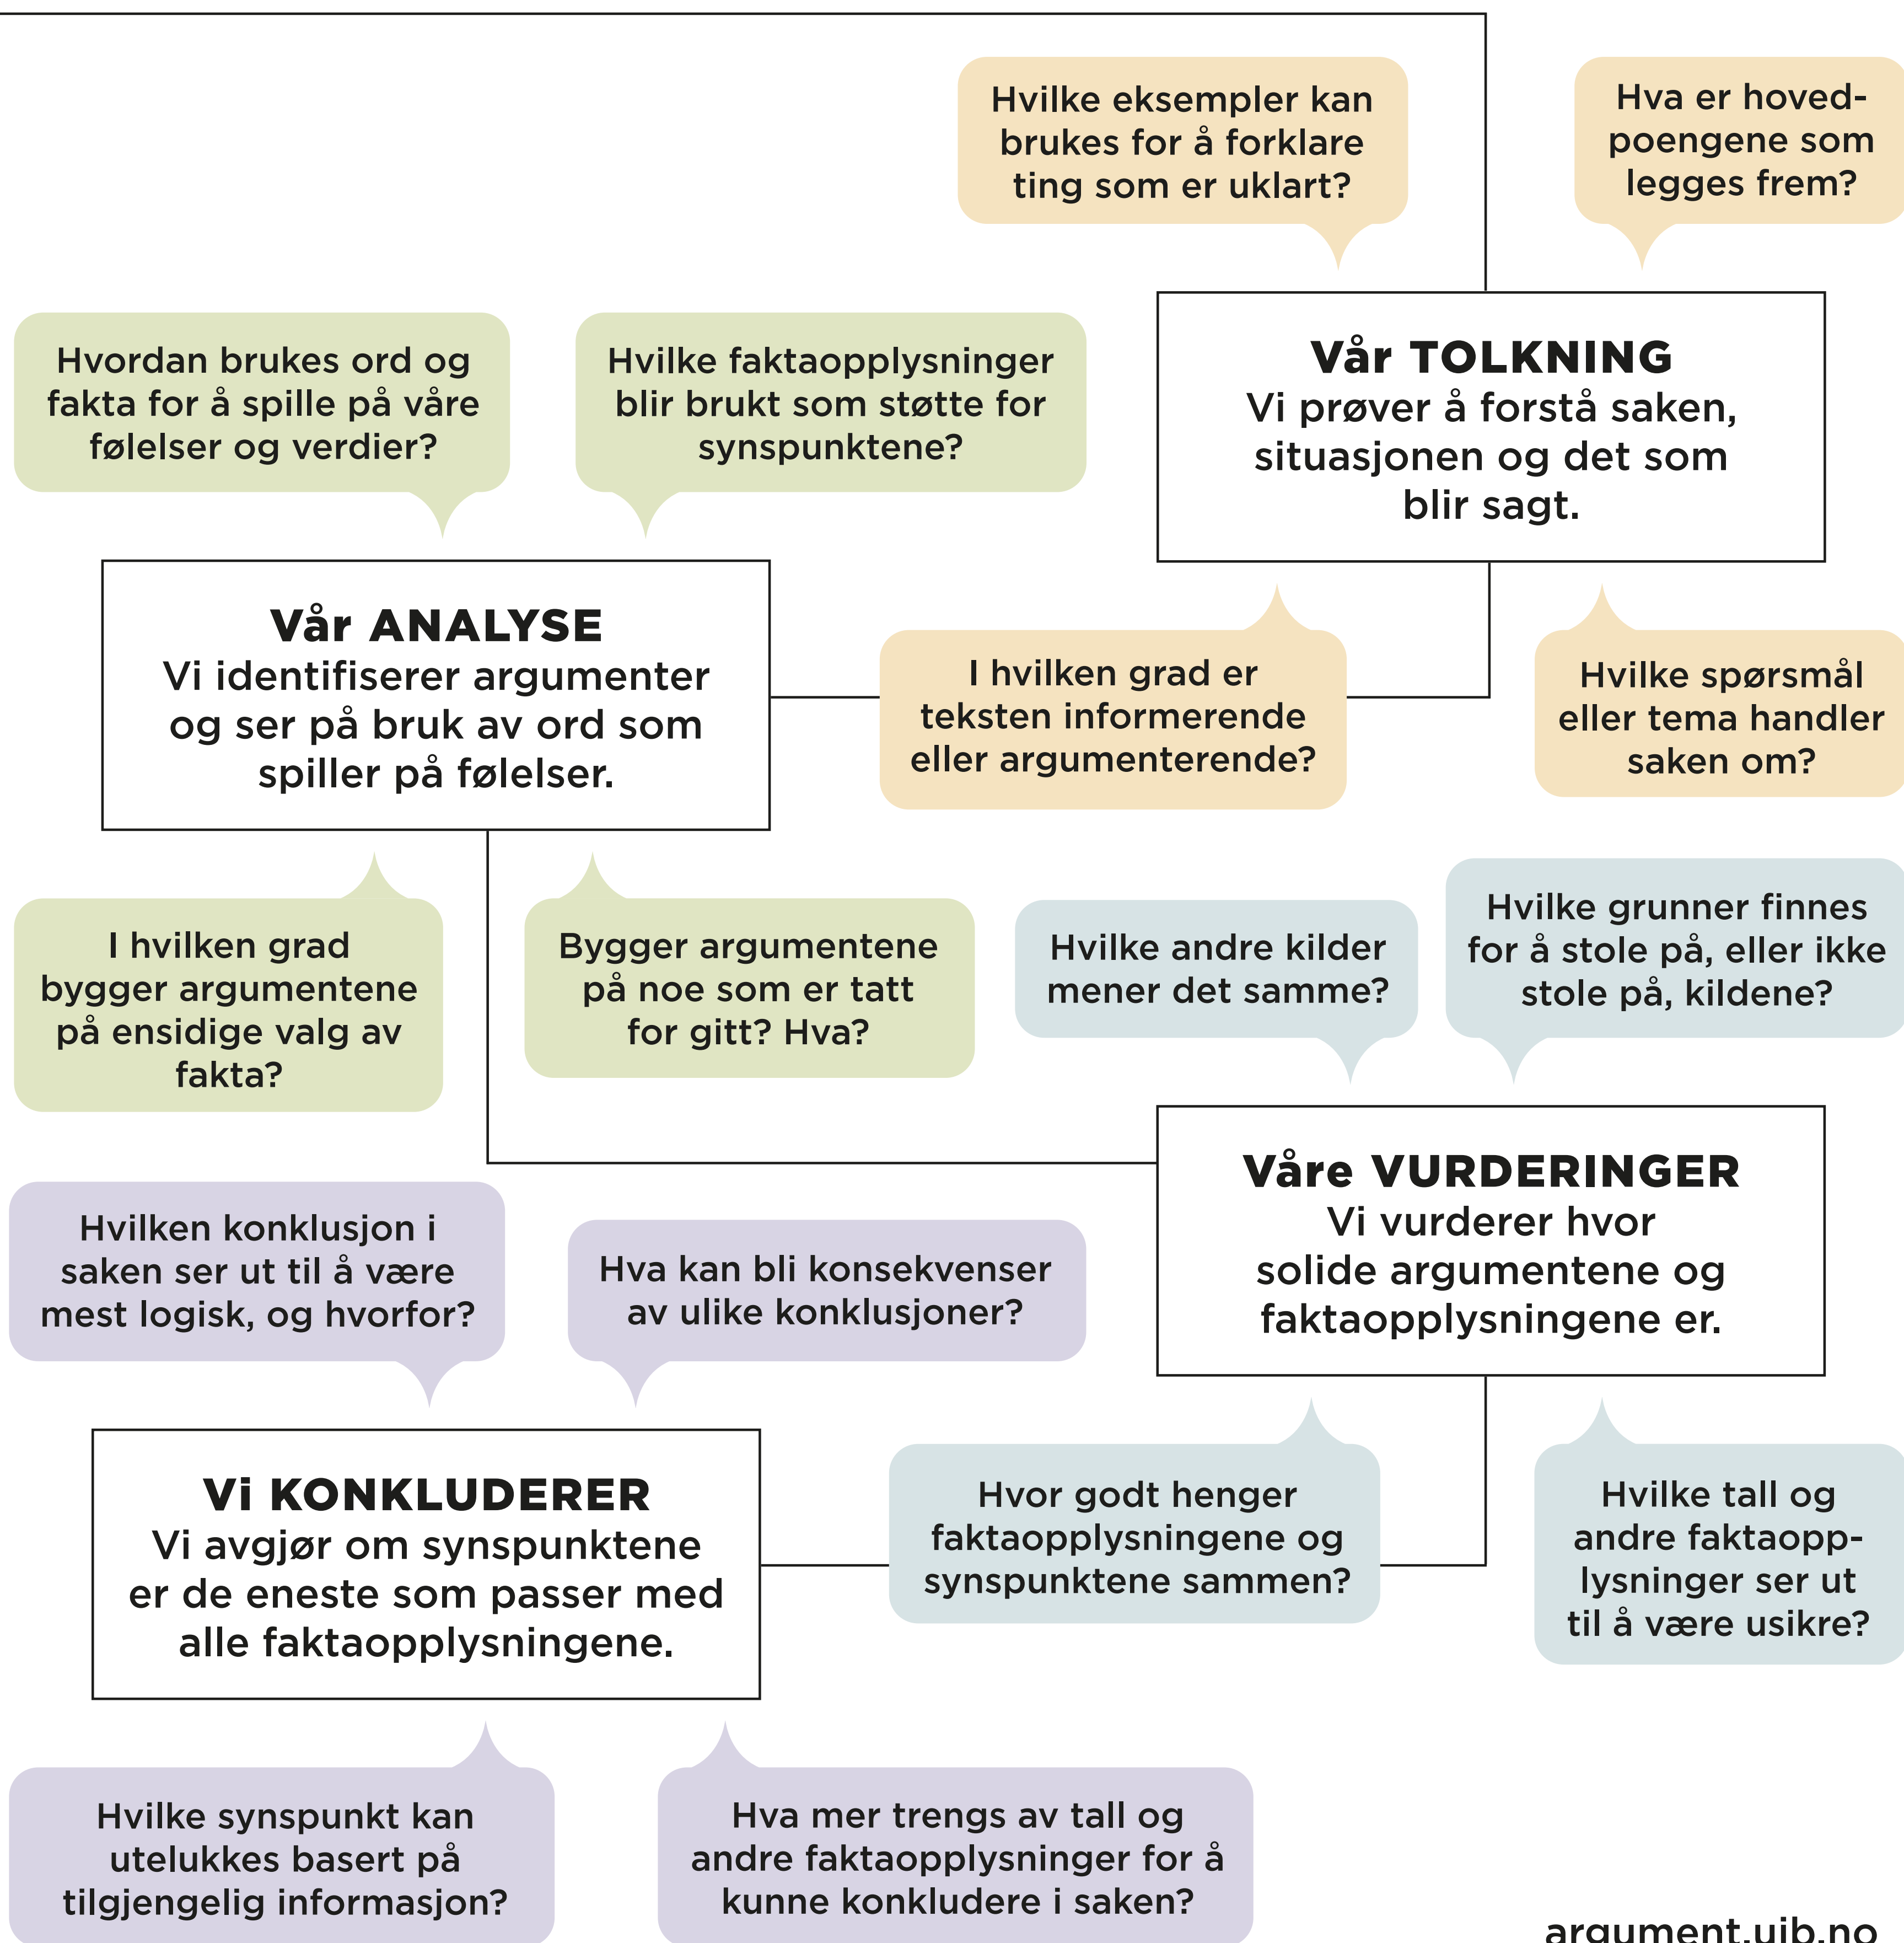 Hvilke eksempler kan
brukes for å forklare
ting som er uklart?
Hva er hoved-
poengene som
legges frem?
Vår TOLKNING
Vi prøver å forstå saken,
situasjonen og det som
blir sagt.
I hvilken grad er
teksten informerende
eller argumenterende?
Hvilke spørsmål
eller tema handler
saken om?
Hvordan brukes ord og
fakta for å spille på våre
følelser og verdier?
Hvilke faktaopplysninger
blir brukt som støtte for
synspunktene?
Vår ANALYSE
Vi identifiserer argumenter
og ser på bruk av ord som
spiller på følelser.
I hvilken grad
bygger argumentene
på ensidige valg av
fakta?
Bygger argumentene
på noe som er tatt
for gitt? Hva?
Hvilke andre kilder
mener det samme?
Hvilke grunner finnes
for å stole på, eller ikke
stole på, kildene?
Våre VURDERINGER
Vi vurderer hvor
solide argumentene og
faktaopplysningene er.
Hvor godt henger
faktaopplysningene og
synspunktene sammen?
Hvilke tall og
andre faktaopp-
lysninger ser ut
til å være usikre?
Hvilken konklusjon i
saken ser ut til å være
mest logisk, og hvorfor?
Hva kan bli konsekvenser
av ulike konklusjoner?
Vi KONKLUDERER
Vi avgjør om synspunktene
er de eneste som passer med
alle faktaopplysningene.
Hvilke synspunkt kan
utelukkes basert på
tilgjengelig informasjon?
Hva mer trengs av tall og
andre faktaopplysninger for å
kunne konkludere i saken?
argument.uib.no